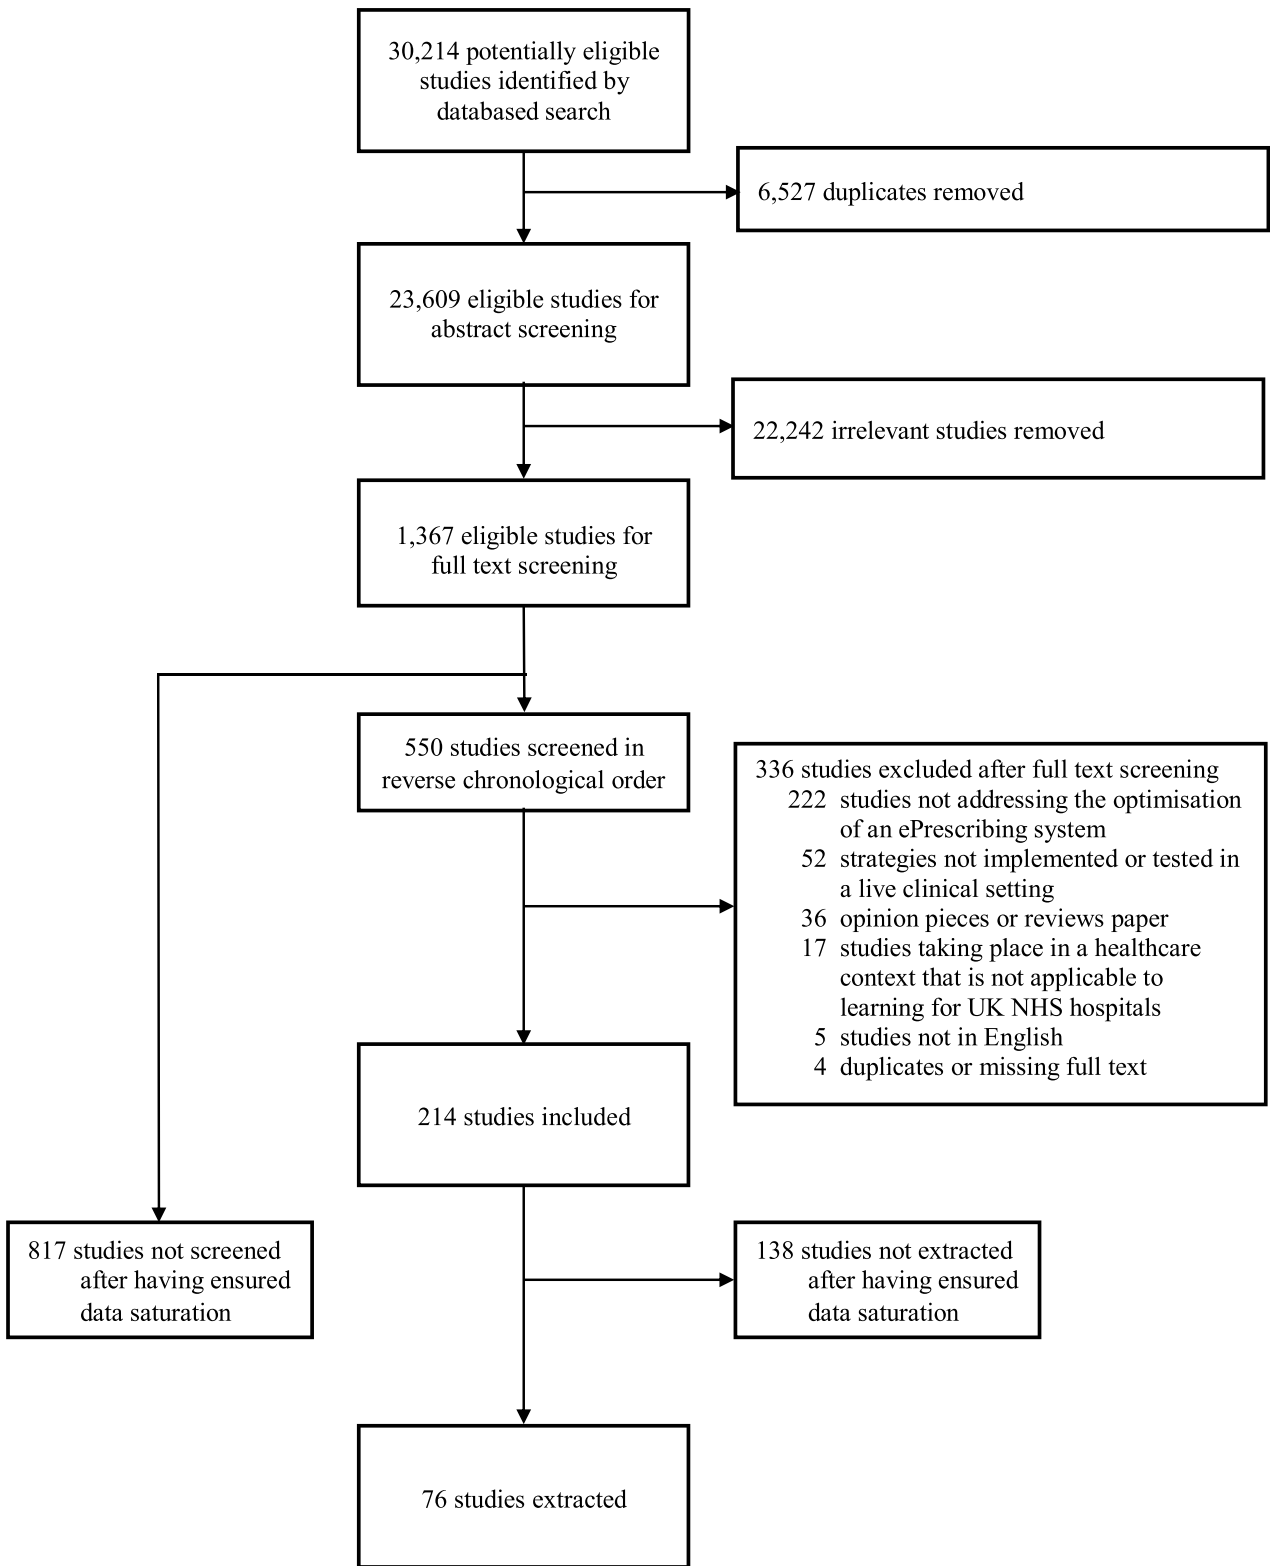 30,214 potentially eligible
studies identified by
databased search
6,527 duplicates removed
23,609 eligible studies for
abstract screening
22,242 irrelevant studies removed
1,367 eligible studies for
full text screening
550 studies screened in
reverse chronological order
336 studies excluded after full text screening
222 studies not addressing the optimisation
of an ePrescribing system
52 strategies not implemented or tested in
a live clinical setting
36 opinion pieces or reviews paper
17 studies taking place in a healthcare
context that is not applicable to
learning for UK NHS hospitals
5 studies not in English
4 duplicates or missing full text
214 studies included
817 studies not screened
after having ensured
data saturation
138 studies not extracted
after having ensured
data saturation
76 studies extracted